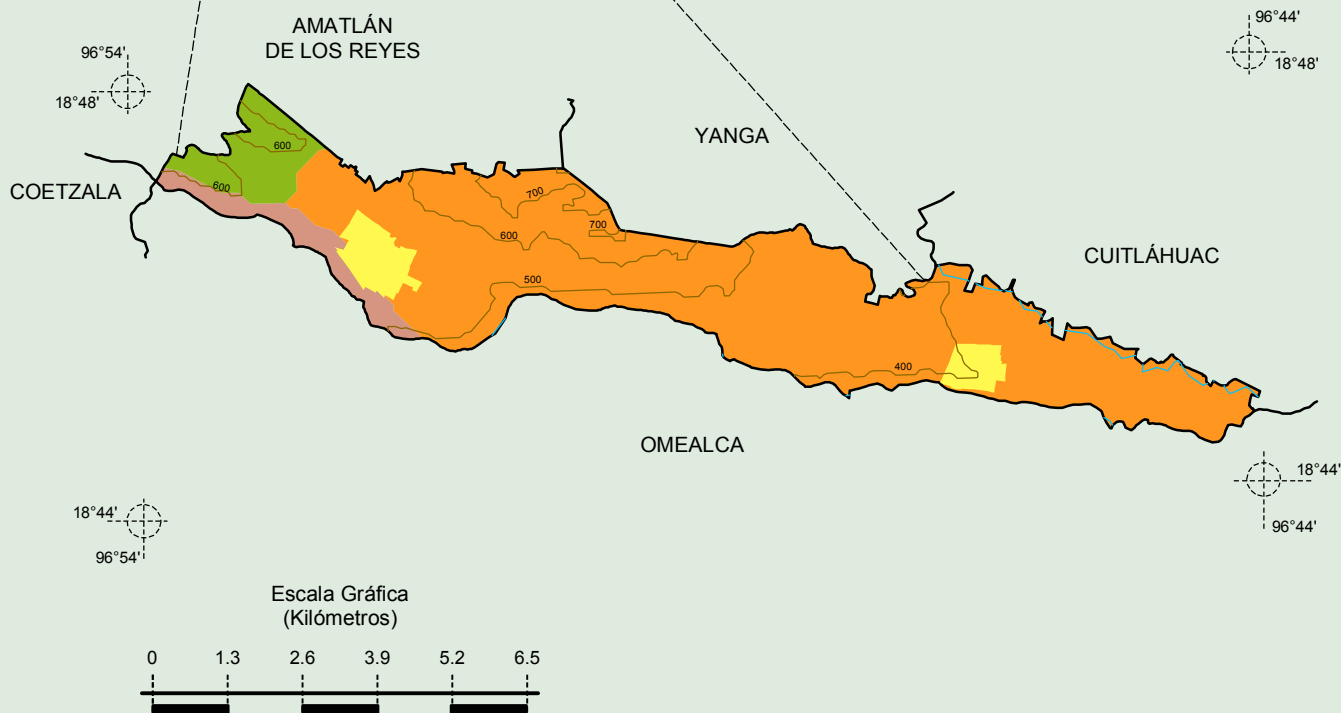 AMATLÁN
DE LOS REYES
96°54'
18°48'
96°44'
18°48'
YANGA
COETZALA
CUITLÁHUAC
600
600
700
700
600
500
400
OMEALCA
18°44'
96°54'
18°44'
96°44'
Escala Gráfica
(Kilómetros)
0 1.3 2.6 3.9 5.2 6.5